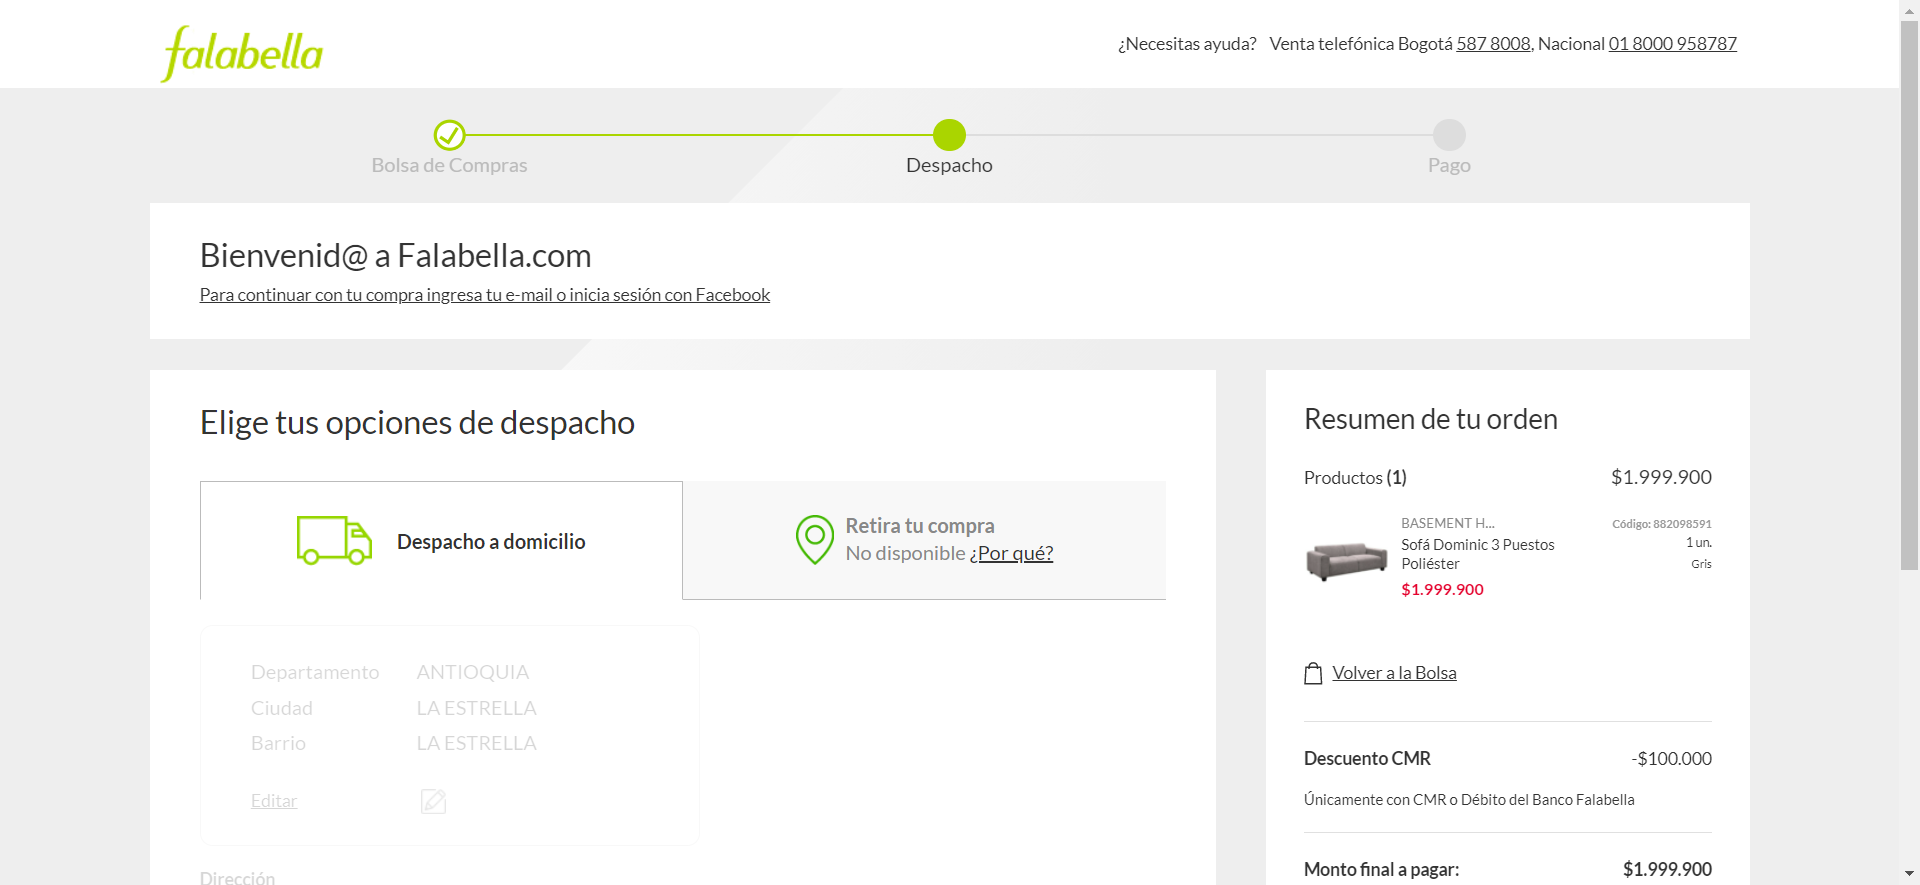 falabella
¿Necesitas ayuda? Venta telefónica Bogotá 587 8008, Nacional 01 8000 958787
Bolsa de Compras
Despacho
Pago
Bienvenid@ a Falabella.com
Para continuar con tu compra ingresa tu e-mail o inicia sesión con Facebook
Elige tus opciones de despacho
Despacho a domicilio
Retira tu compra
No disponible ¿Por qué?
Departamento ANTIOQUIA
Ciudad LA ESTRELLA
Barrio LA ESTRELLA
Editar
Dirección
Resumen de tu orden
Productos (1) $1.999.900
BASEMENT H... Código: 882098591
Sofá Dominic 3 Puestos 1 un.
Poliéster Gris
$1.999.900
Volver a la Bolsa
Descuento CMR -$100.000
Únicamente con CMR o Débito del Banco Falabella
Monto final a pagar: $1.999.900